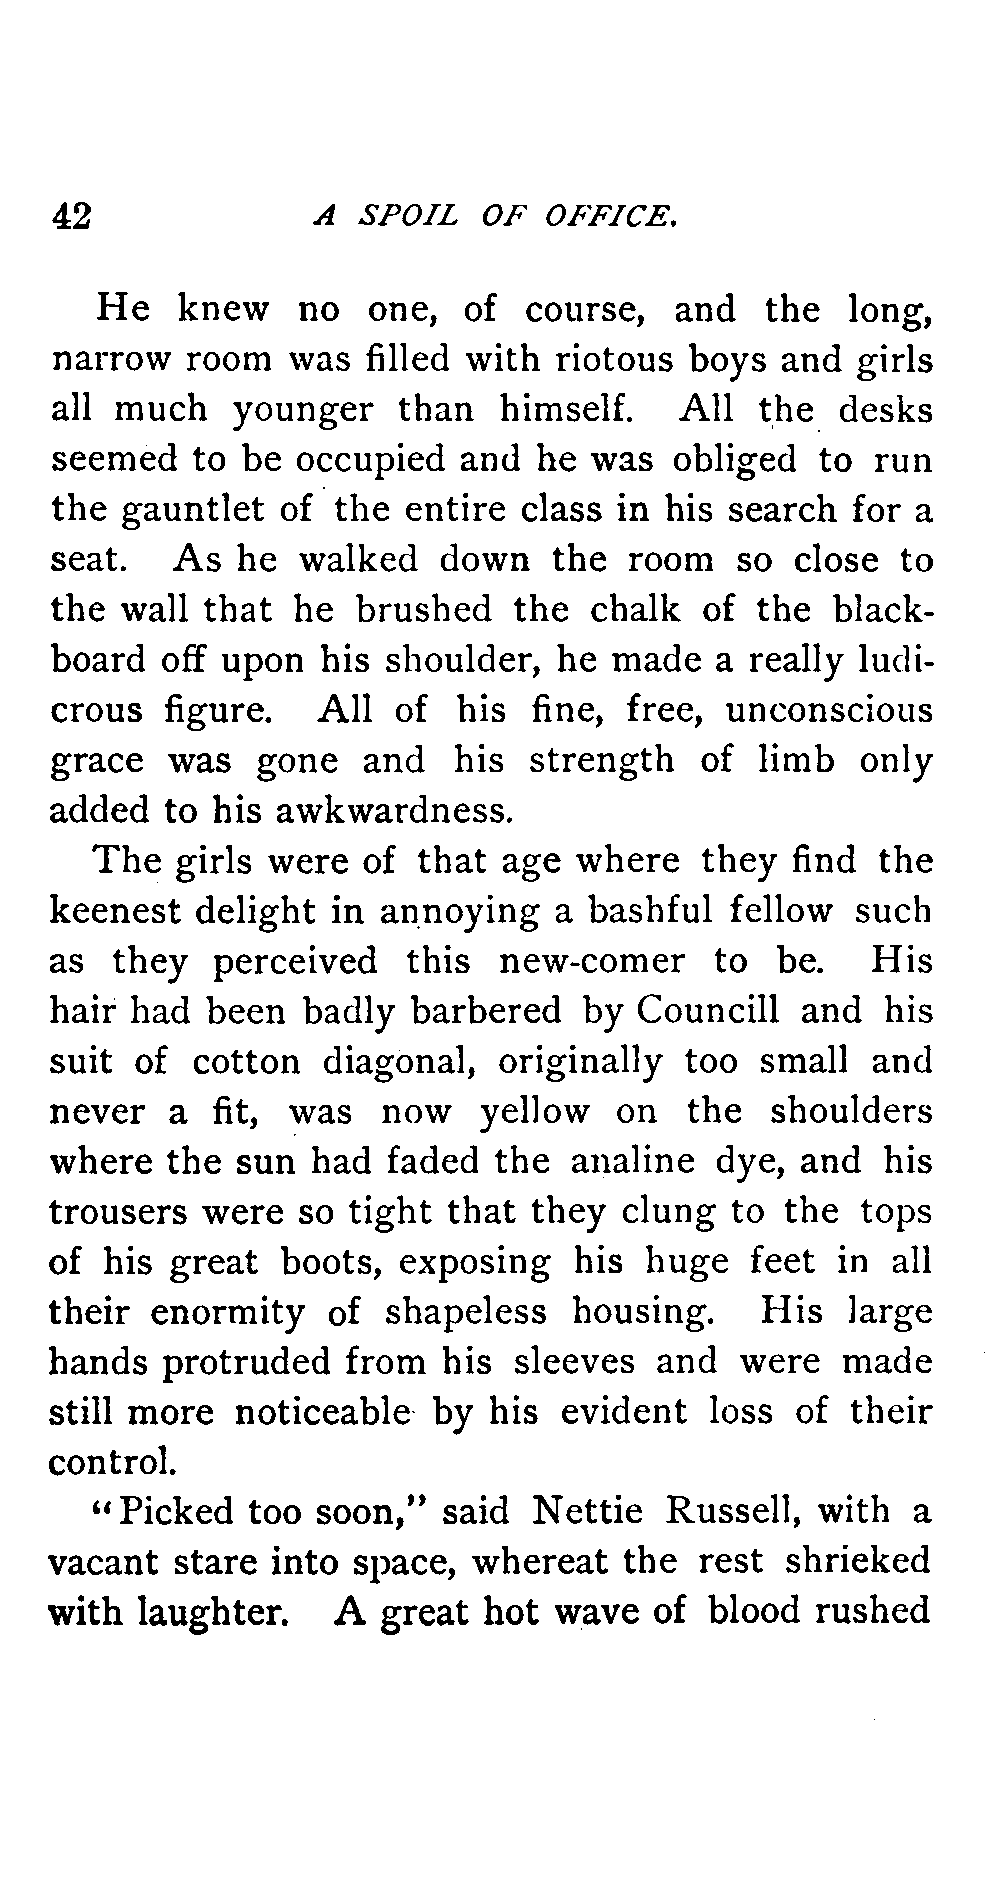 42 A SPOIL OF OFFICE.
He knew no one, of course, and the long,
narrow room was filled with riotous boys and girls
all much younger than himself. All the desks
seemed to be occupied and he was obliged to run
the gauntlet of the entire class in his search for a
seat. As he walked down the room so close to
the wall that he brushed the chalk of the black-
board off upon his shoulder, he made a really ludi-
crous figure. All of his fine, free, unconscious
grace was gone and his strength of limb only
added to his awkwardness.
The girls were of that age where they find the
keenest delight in annoying a bashful fellow such
as they perceived this new-comer to be. His
hair had been badly barbered by Councill and his
suit of cotton diagonal, originally too small and
never a fit, was now yellow on the shoulders
where the sun had faded the analine dye, and his
trousers were so tight that they clung to the tops
of his great boots, exposing his huge feet in all
their enormity of shapeless housing. His large
hands protruded from his sleeves and were made
still more noticeable by his evident loss of their
control.
"Picked too soon," said Nettie Russell, with a
vacant stare into space, whereat the rest shrieked
with laughter. A great hot wave of blood rushed